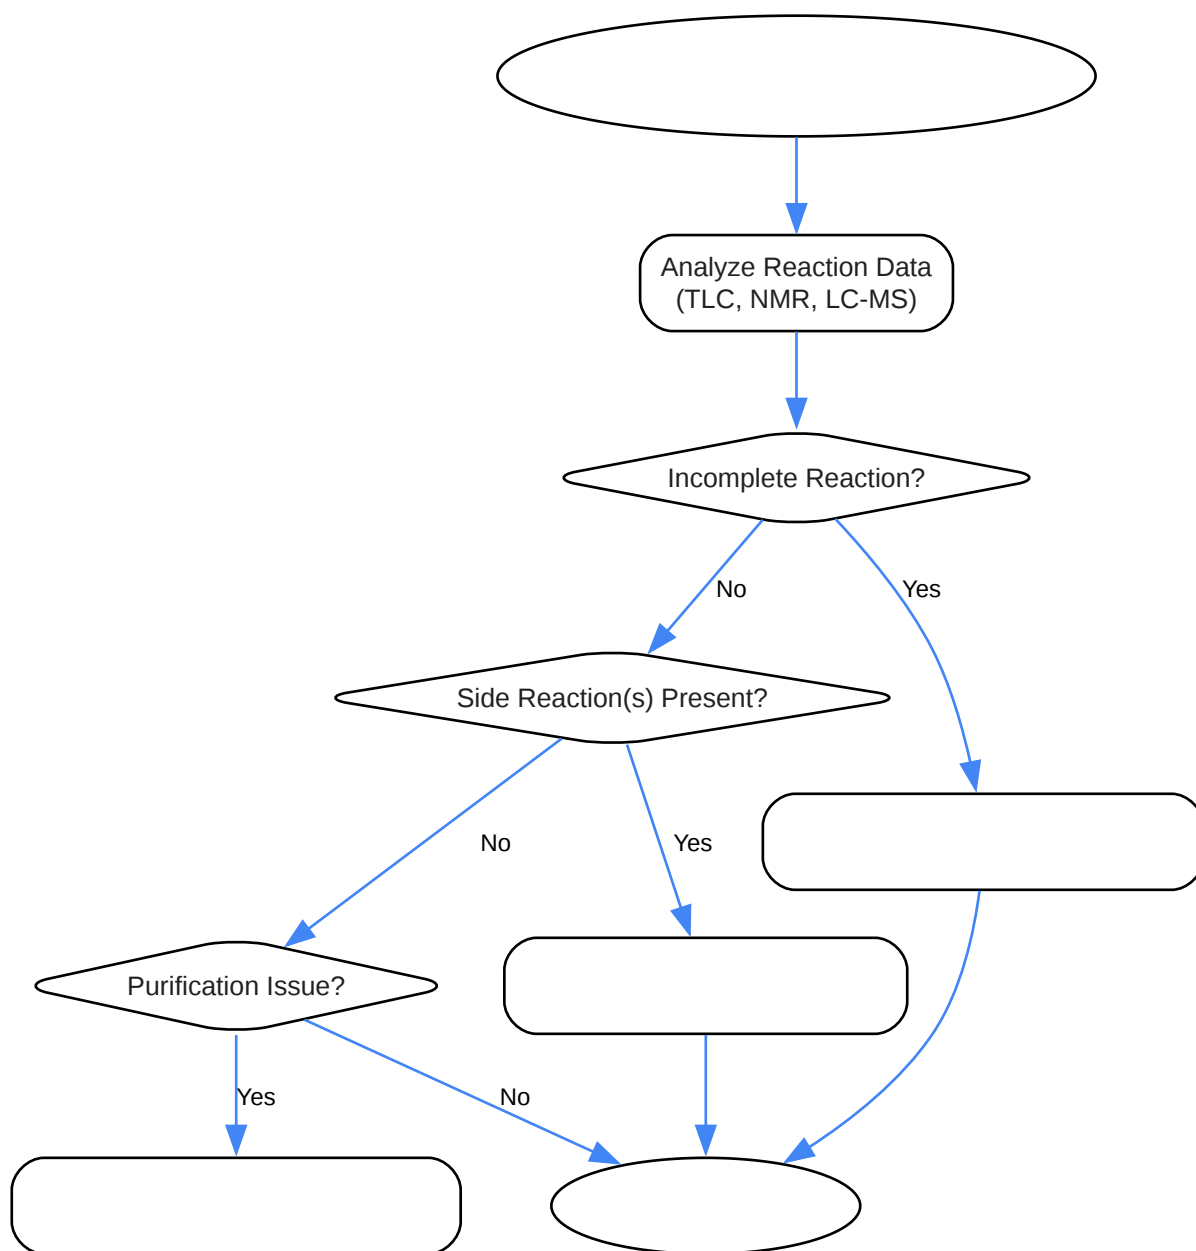 Analyze Reaction Data
(TLC, NMR, LC-MS)
Incomplete Reaction?
No
Yes
Side Reaction(s) Present?
No
Yes
Purification Issue?
Yes
No